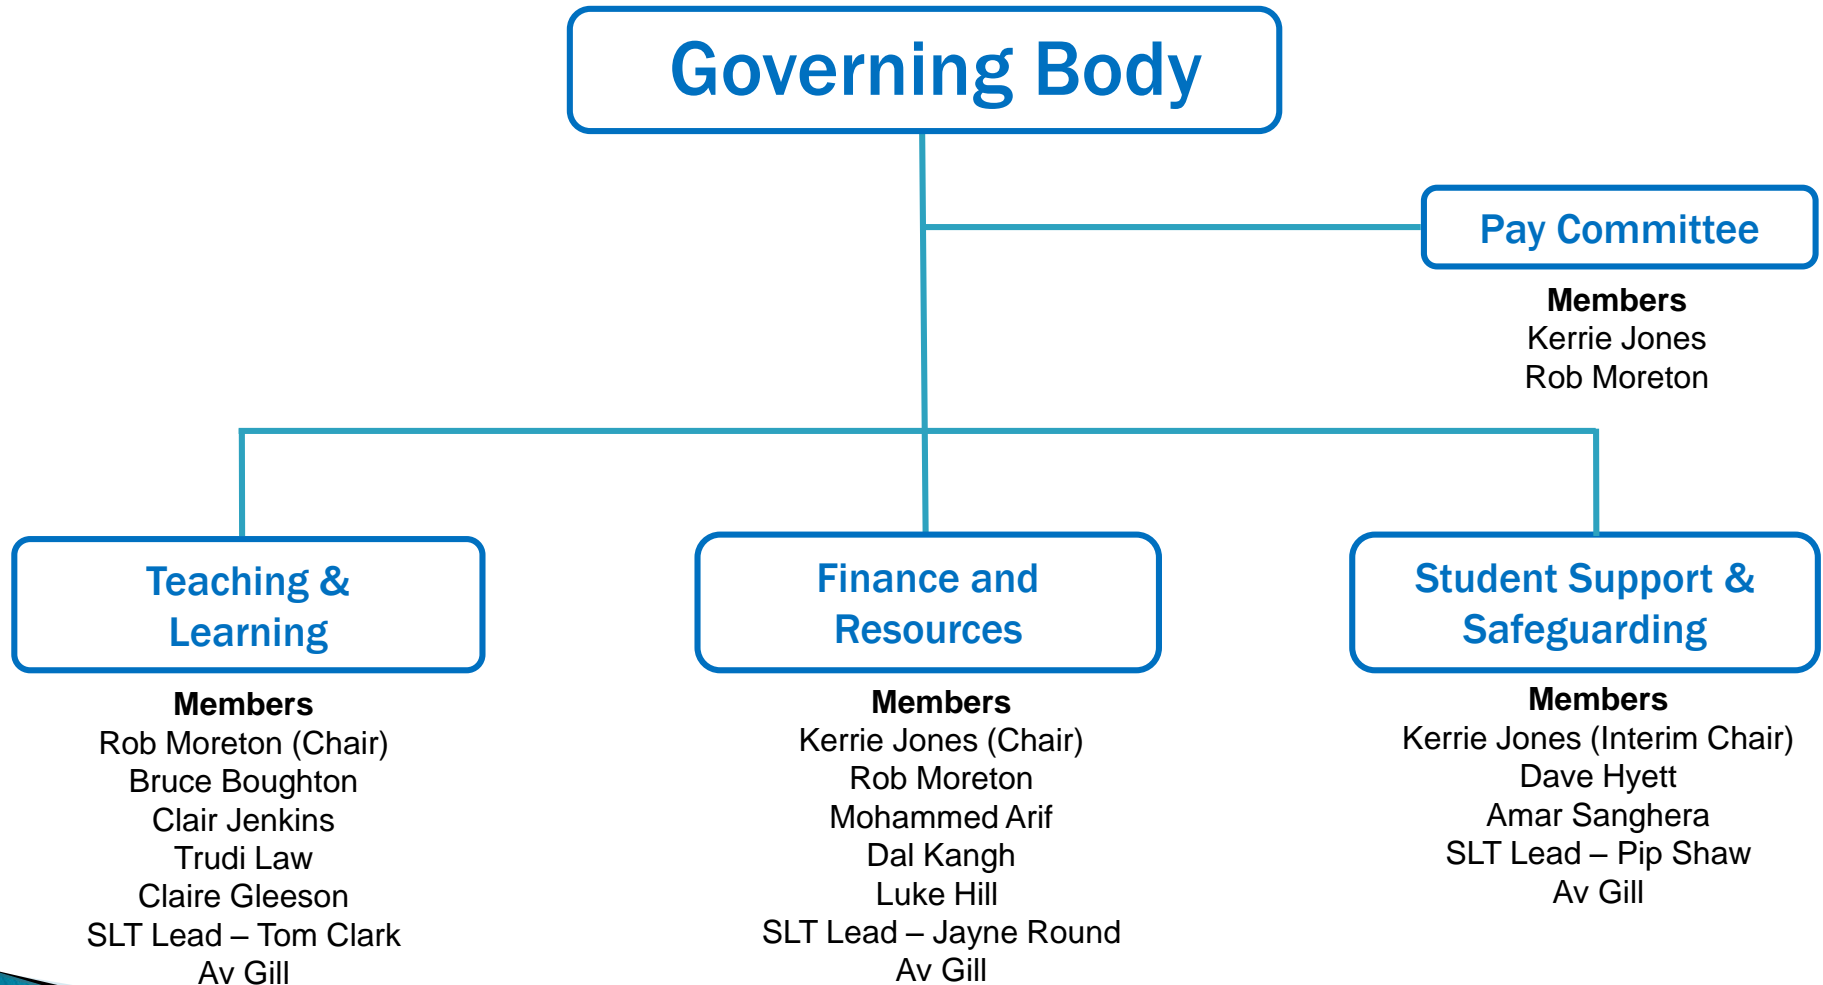 Governing Body
Pay Committee
Members
Kerrie Jones
Rob Moreton
Teaching &
Learning
Members
Rob Moreton (Chair)
Bruce Boughton
Clair Jenkins
Trudi Law
Claire Gleeson
SLT Lead – Tom Clark
Av Gill
Finance and
Resources
Members
Kerrie Jones (Chair)
Rob Moreton
Mohammed Arif
Dal Kangh
Luke Hill
SLT Lead – Jayne Round
Av Gill
Student Support &
Safeguarding
Members
Kerrie Jones (Interim Chair)
Dave Hyett
Amar Sanghera
SLT Lead – Pip Shaw
Av Gill